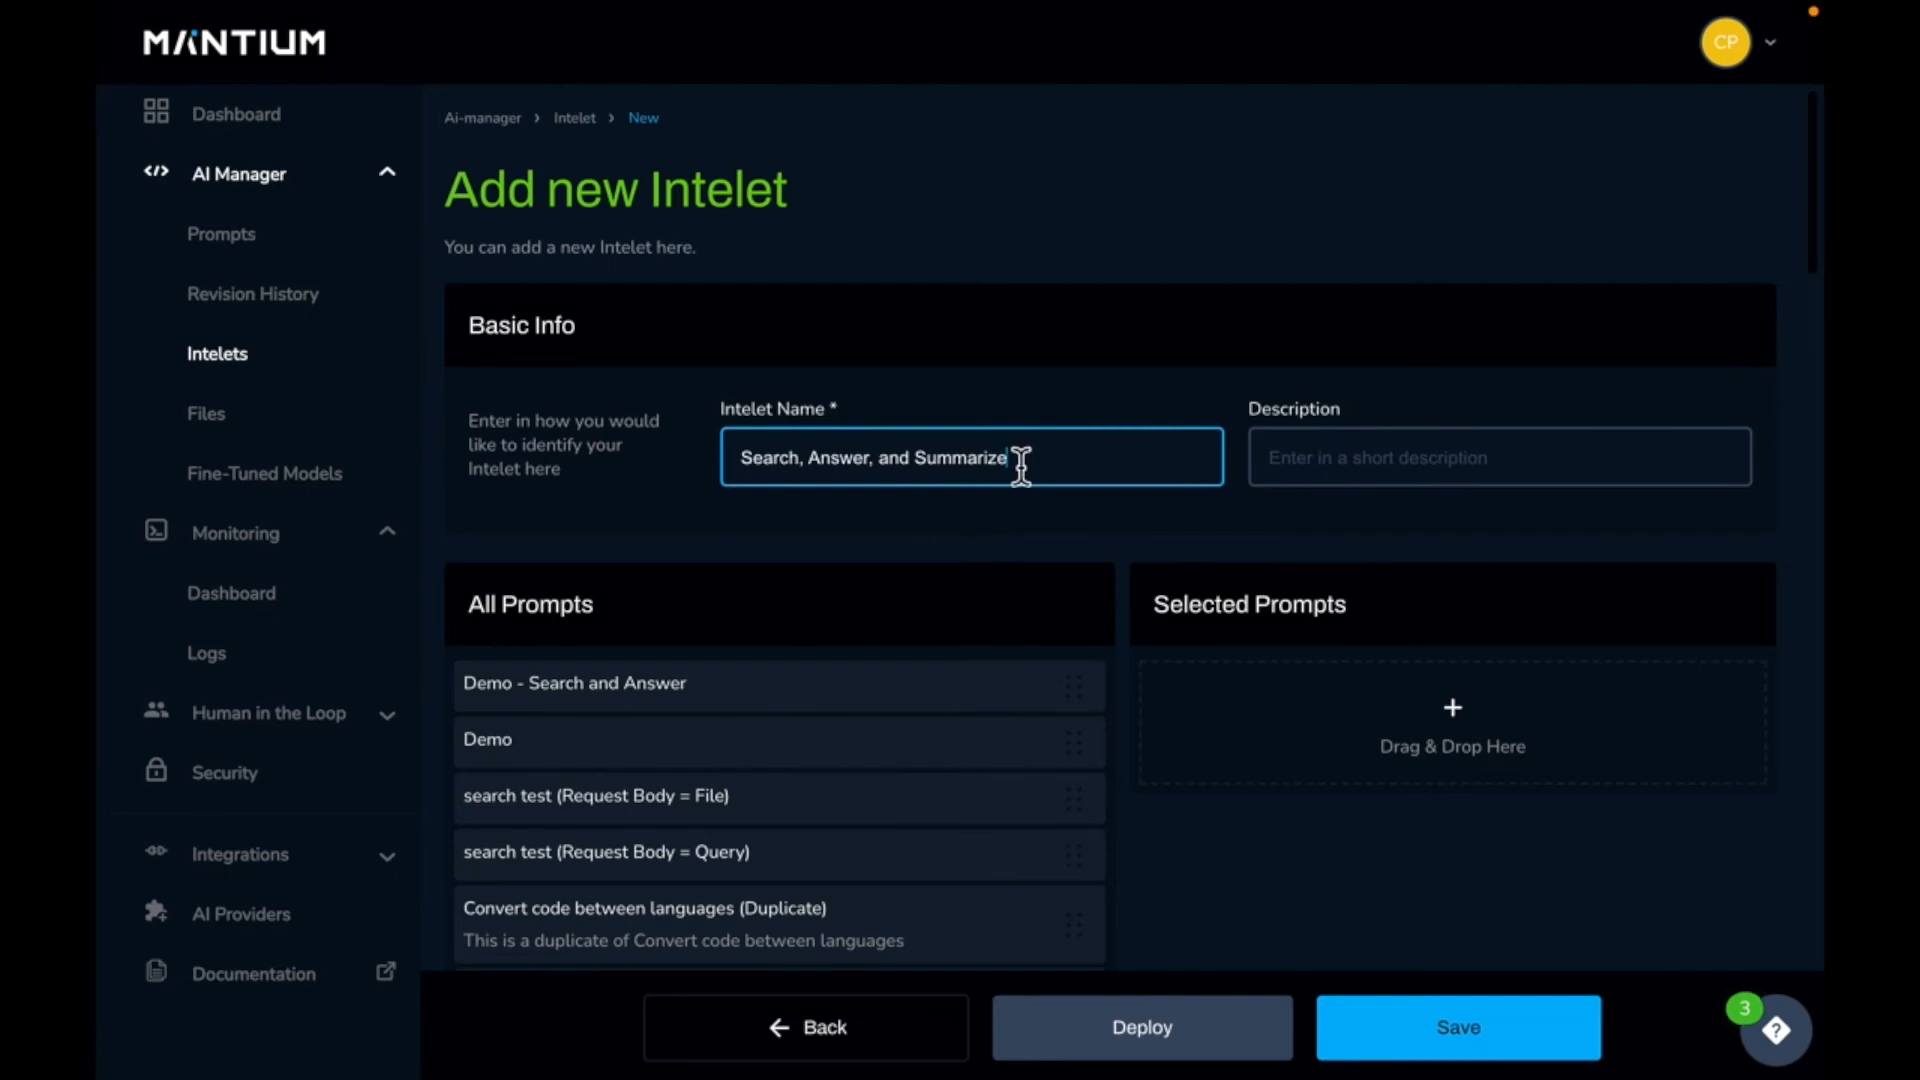 MANTIUM
CP
Dashboard
AI Manager
Prompts
Revision History
Intelets
Files
Fine-Tuned Models
Monitoring
Dashboard
Logs
Human in the Loop
Security
Integrations
AI Providers
Documentation
Ai-manager › Intelet › New
Add new Intelet
You can add a new Intelet here.
Basic Info
Enter in how you would
like to identify your
Intelet here
Intelet Name *
Search, Answer, and Summarize
Description
Enter in a short description
All Prompts
Demo - Search and Answer
Demo
search test (Request Body = File)
search test (Request Body = Query)
Convert code between languages (Duplicate)
This is a duplicate of Convert code between languages
Selected Prompts
+
Drag & Drop Here
← Back
Deploy
Save
3
?